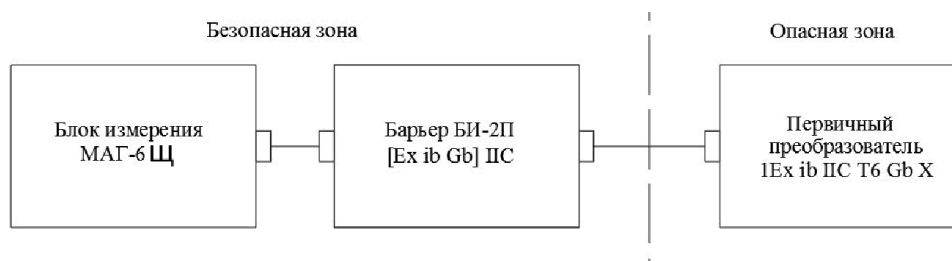 Безопасная зона
Опасная зона
Блок измерения
МАГ-6 Щ
Барьер БИ-2П
[Ex ib Gb] IIC
Первичный
преобразователь
1Ex ib IIC T6 Gb X